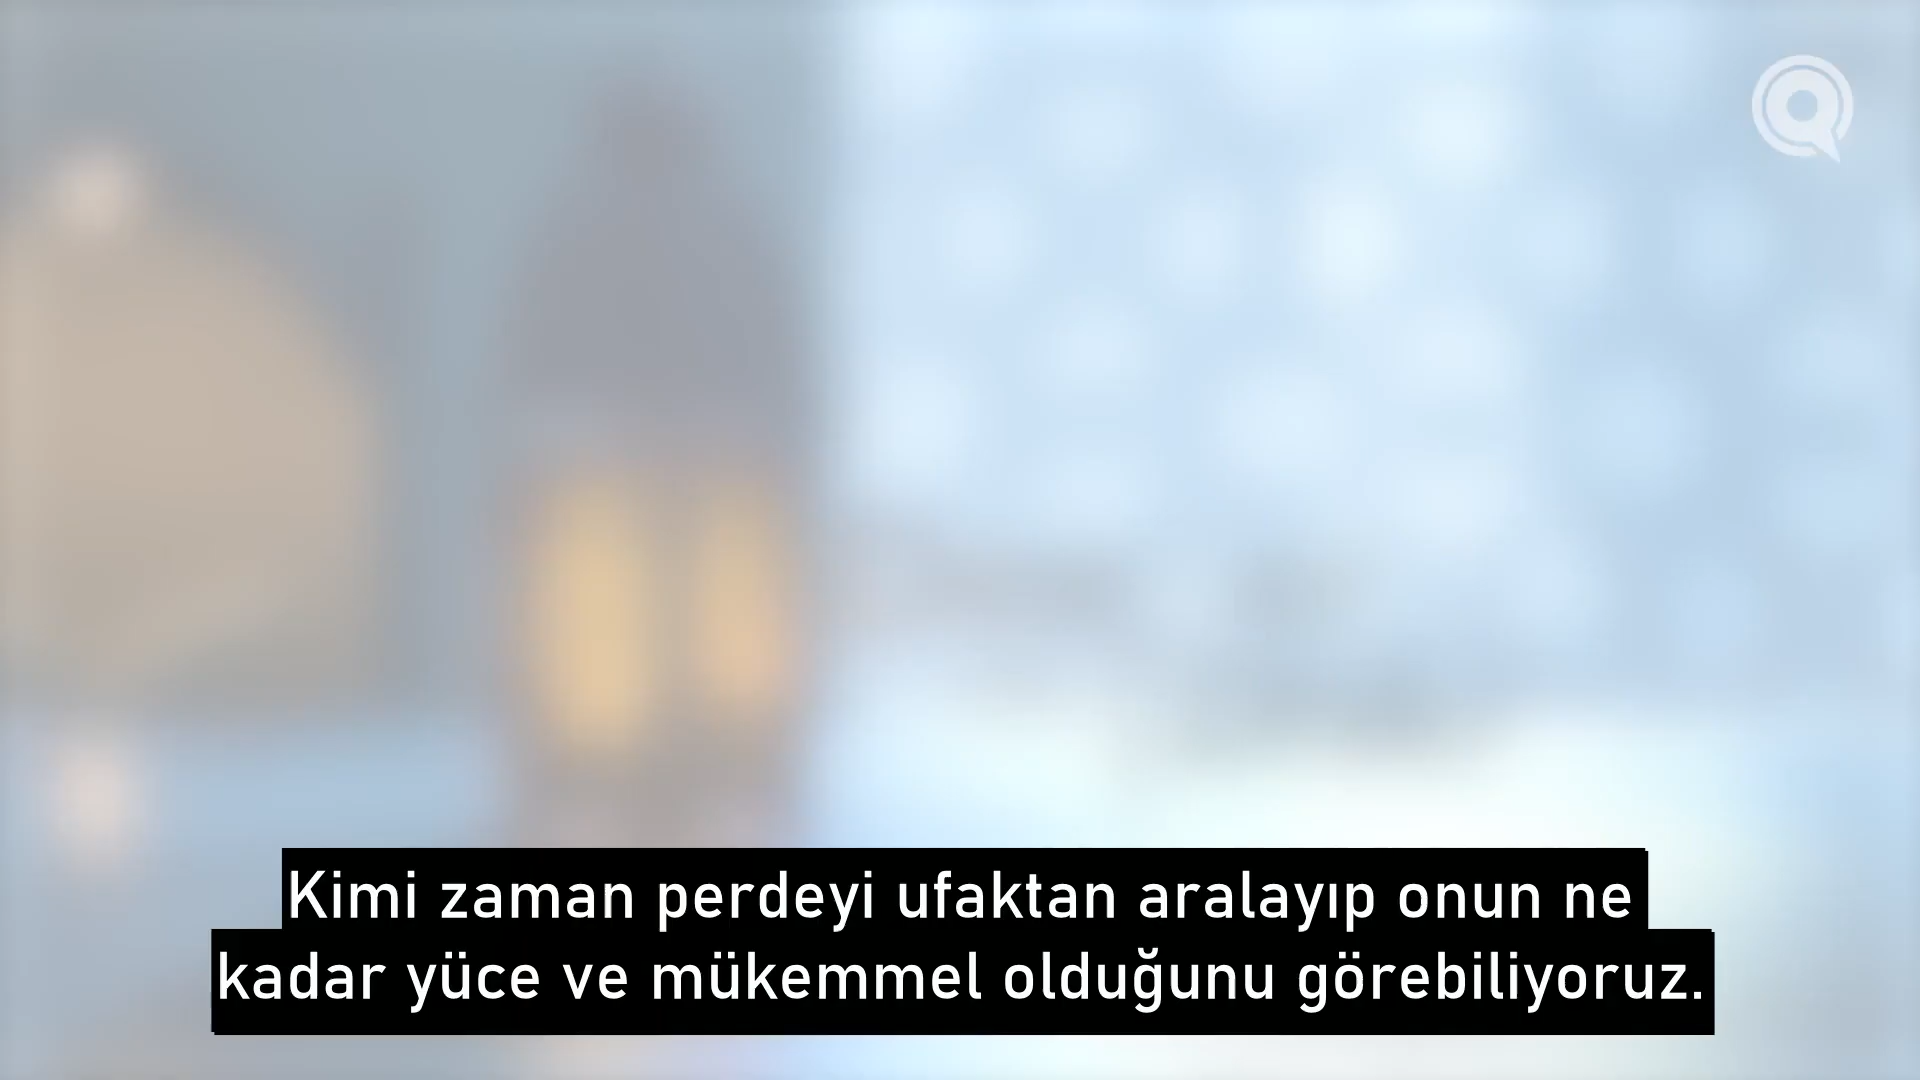 Kimi zaman perdeyi ufaktan aralayıp onun ne
kadar yüce ve mükemmel olduğunu görebiliyoruz.